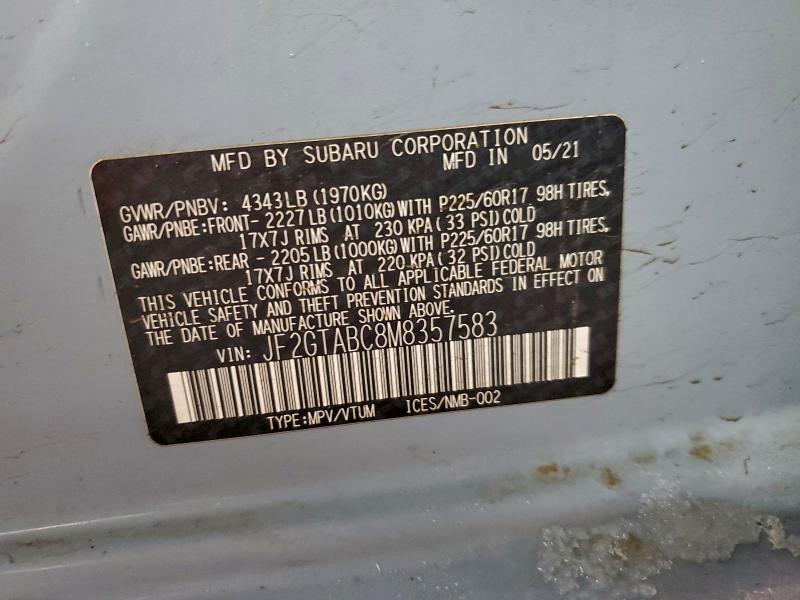 MFD BY SUBARU CORPORATION
MFD IN 05/21
GVWR/PNBV: 4343LB(1970KG)
GAWR/PNBE:FRONT- 2227LB(1010KG)WITH P225/60R17 98H TIRES,
17X7J RIMS AT 230 KPA( 33 PSI)COLD
GAWR/PNBE:REAR - 2205LB(1000KG)WITH P225/60R17 98H TIRES,
17X7J RIMS AT 220 KPA( 32 PSI)COLD
THIS VEHICLE CONFORMS TO ALL APPLICABLE FEDERAL MOTOR
VEHICLE SAFETY AND THEFT PREVENTION STANDARDS IN EFFECT ON
THE DATE OF MANUFACTURE SHOWN ABOVE.
VIN: JF2GTABC8M8357583
TYPE:MPV/VTUM ICES/NMB-002